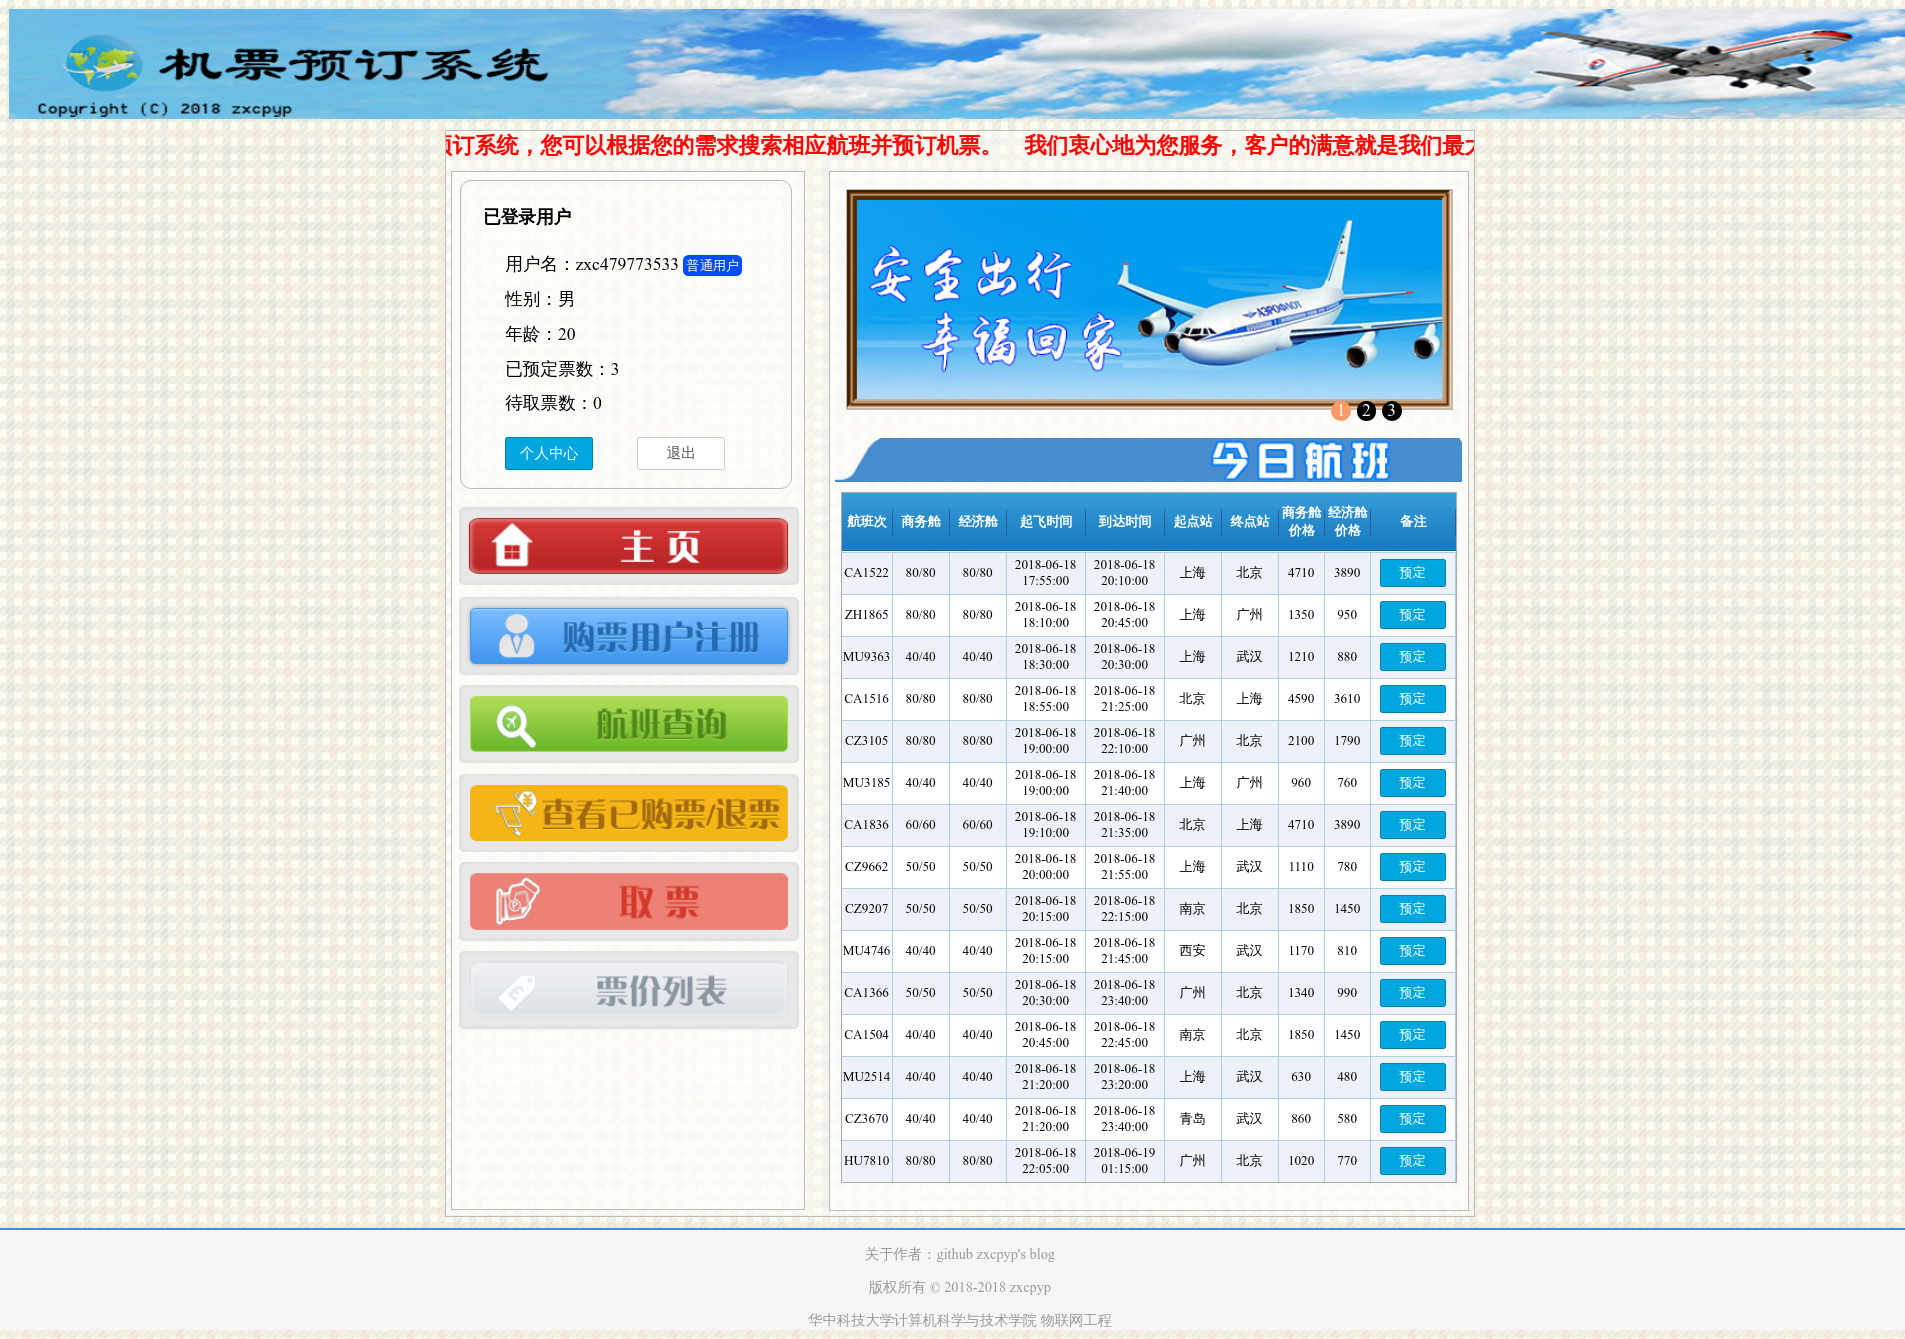 机票预订系统
Copyright (C) 2018 zxcpyp
预订系统，您可以根据您的需求搜索相应航班并预订机票。 我们衷心地为您服务，客户的满意就是我们最大
已登录用户
用户名：zxc479773533 普通用户
性别：男
年龄：20
已预定票数：3
待取票数：0
个人中心 退出
主 页
购票用户注册
航班查询
查看已购票/退票
取 票
票价列表
安全出行
幸福回家
АЭРОФЛОТ
1 2 3
今日航班
航班次 商务舱 经济舱 起飞时间 到达时间 起点站 终点站 商务舱价格 经济舱价格 备注
CA1522 80/80 80/80 2018-06-18 17:55:00 2018-06-18 20:10:00 上海 北京 4710 3890 预定
ZH1865 80/80 80/80 2018-06-18 18:10:00 2018-06-18 20:45:00 上海 广州 1350 950 预定
MU9363 40/40 40/40 2018-06-18 18:30:00 2018-06-18 20:30:00 上海 武汉 1210 880 预定
CA1516 80/80 80/80 2018-06-18 18:55:00 2018-06-18 21:25:00 北京 上海 4590 3610 预定
CZ3105 80/80 80/80 2018-06-18 19:00:00 2018-06-18 22:10:00 广州 北京 2100 1790 预定
MU3185 40/40 40/40 2018-06-18 19:00:00 2018-06-18 21:40:00 上海 广州 960 760 预定
CA1836 60/60 60/60 2018-06-18 19:10:00 2018-06-18 21:35:00 北京 上海 4710 3890 预定
CZ9662 50/50 50/50 2018-06-18 20:00:00 2018-06-18 21:55:00 上海 武汉 1110 780 预定
CZ9207 50/50 50/50 2018-06-18 20:15:00 2018-06-18 22:15:00 南京 北京 1850 1450 预定
MU4746 40/40 40/40 2018-06-18 20:15:00 2018-06-18 21:45:00 西安 武汉 1170 810 预定
CA1366 50/50 50/50 2018-06-18 20:30:00 2018-06-18 23:40:00 广州 北京 1340 990 预定
CA1504 40/40 40/40 2018-06-18 20:45:00 2018-06-18 22:45:00 南京 北京 1850 1450 预定
MU2514 40/40 40/40 2018-06-18 21:20:00 2018-06-18 23:20:00 上海 武汉 630 480 预定
CZ3670 40/40 40/40 2018-06-18 21:20:00 2018-06-18 23:40:00 青岛 武汉 860 580 预定
HU7810 80/80 80/80 2018-06-18 22:05:00 2018-06-19 01:15:00 广州 北京 1020 770 预定
关于作者：github zxcpyp's blog
版权所有 © 2018-2018 zxcpyp
华中科技大学计算机科学与技术学院 物联网工程